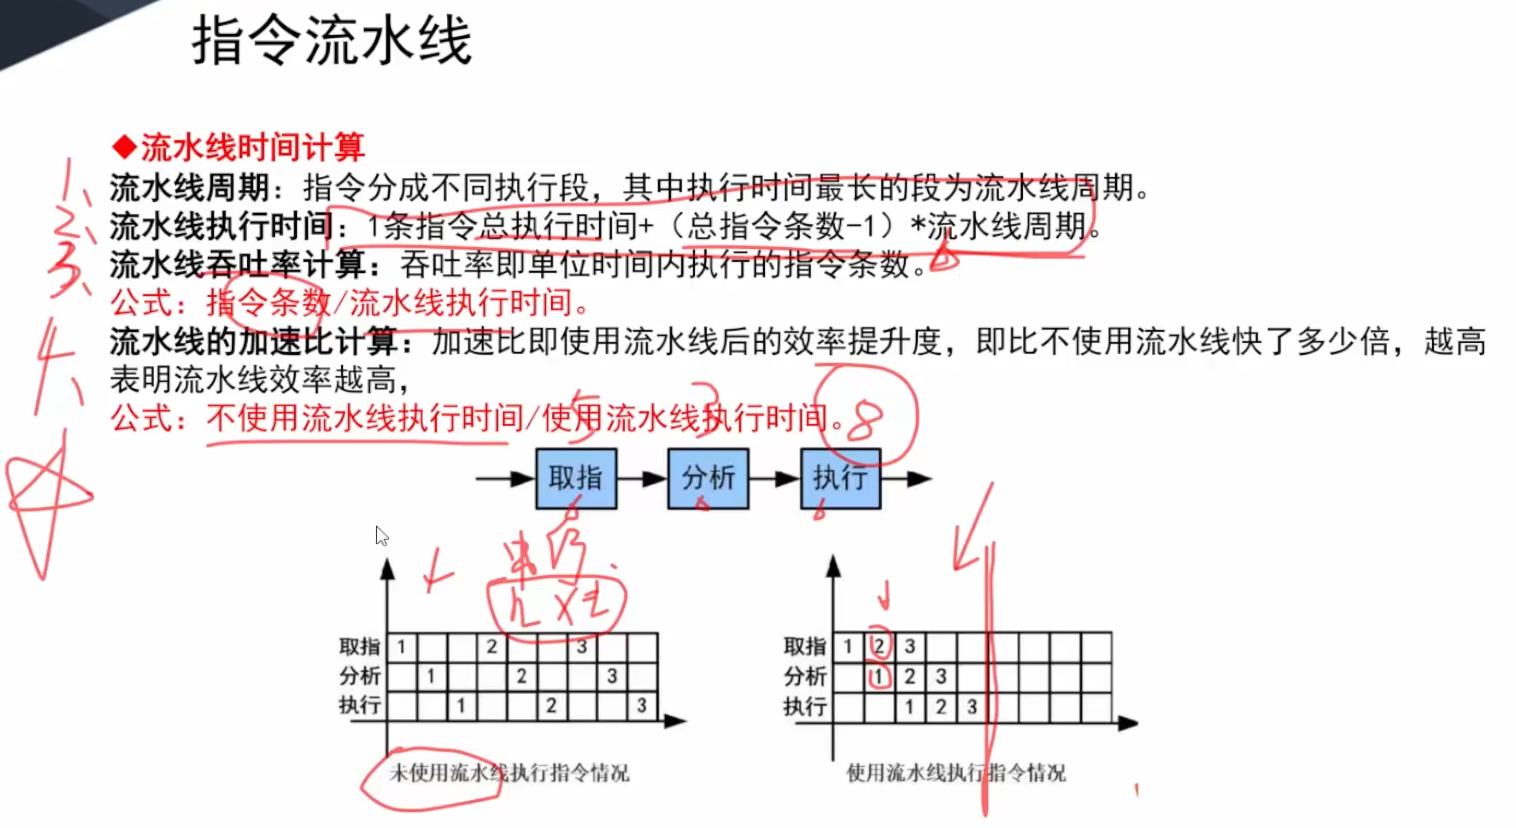 指令流水线
◆流水线时间计算
1、流水线周期：指令分成不同执行段，其中执行时间最长的段为流水线周期。
2、流水线执行时间：1条指令总执行时间+（总指令条数-1）*流水线周期。
3、流水线吞吐率计算：吞吐率即单位时间内执行的指令条数。
公式：指令条数/流水线执行时间。
4、流水线的加速比计算：加速比即使用流水线后的效率提升度，即比不使用流水线快了多少倍，越高
表明流水线效率越高，
公式：不使用流水线执行时间/使用流水线执行时间。
5 3 8
取指 分析 执行
取指 1 2 3
分析 1 2 3
执行 1 2 3
未使用流水线执行指令情况
取指 1 2 3
分析 1 2 3
执行 1 2 3
使用流水线执行指令情况